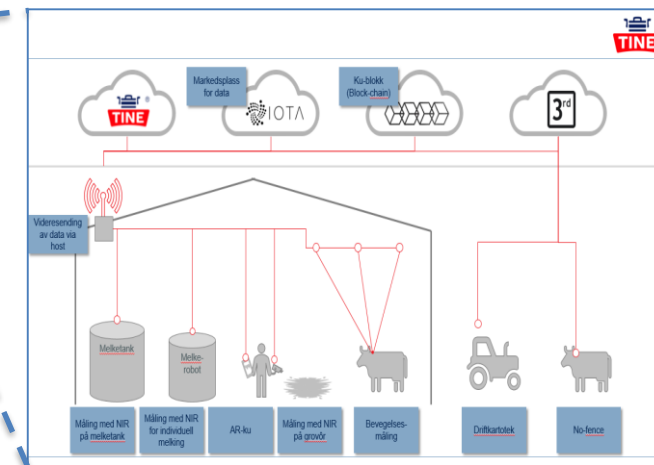 TINE
Markedsplass
for data
Ku-blokk
(Block-chain)
TINE
IOTA
3rd
Videresending
av data via
host
Melketank
Melke-
robot
Måling med NIR
på melketank
Måling med NIR
for individuell
melking
AR-ku
Måling med NIR
på grovôr
Bevegelses-
måling
Driftkartotek
No-fence